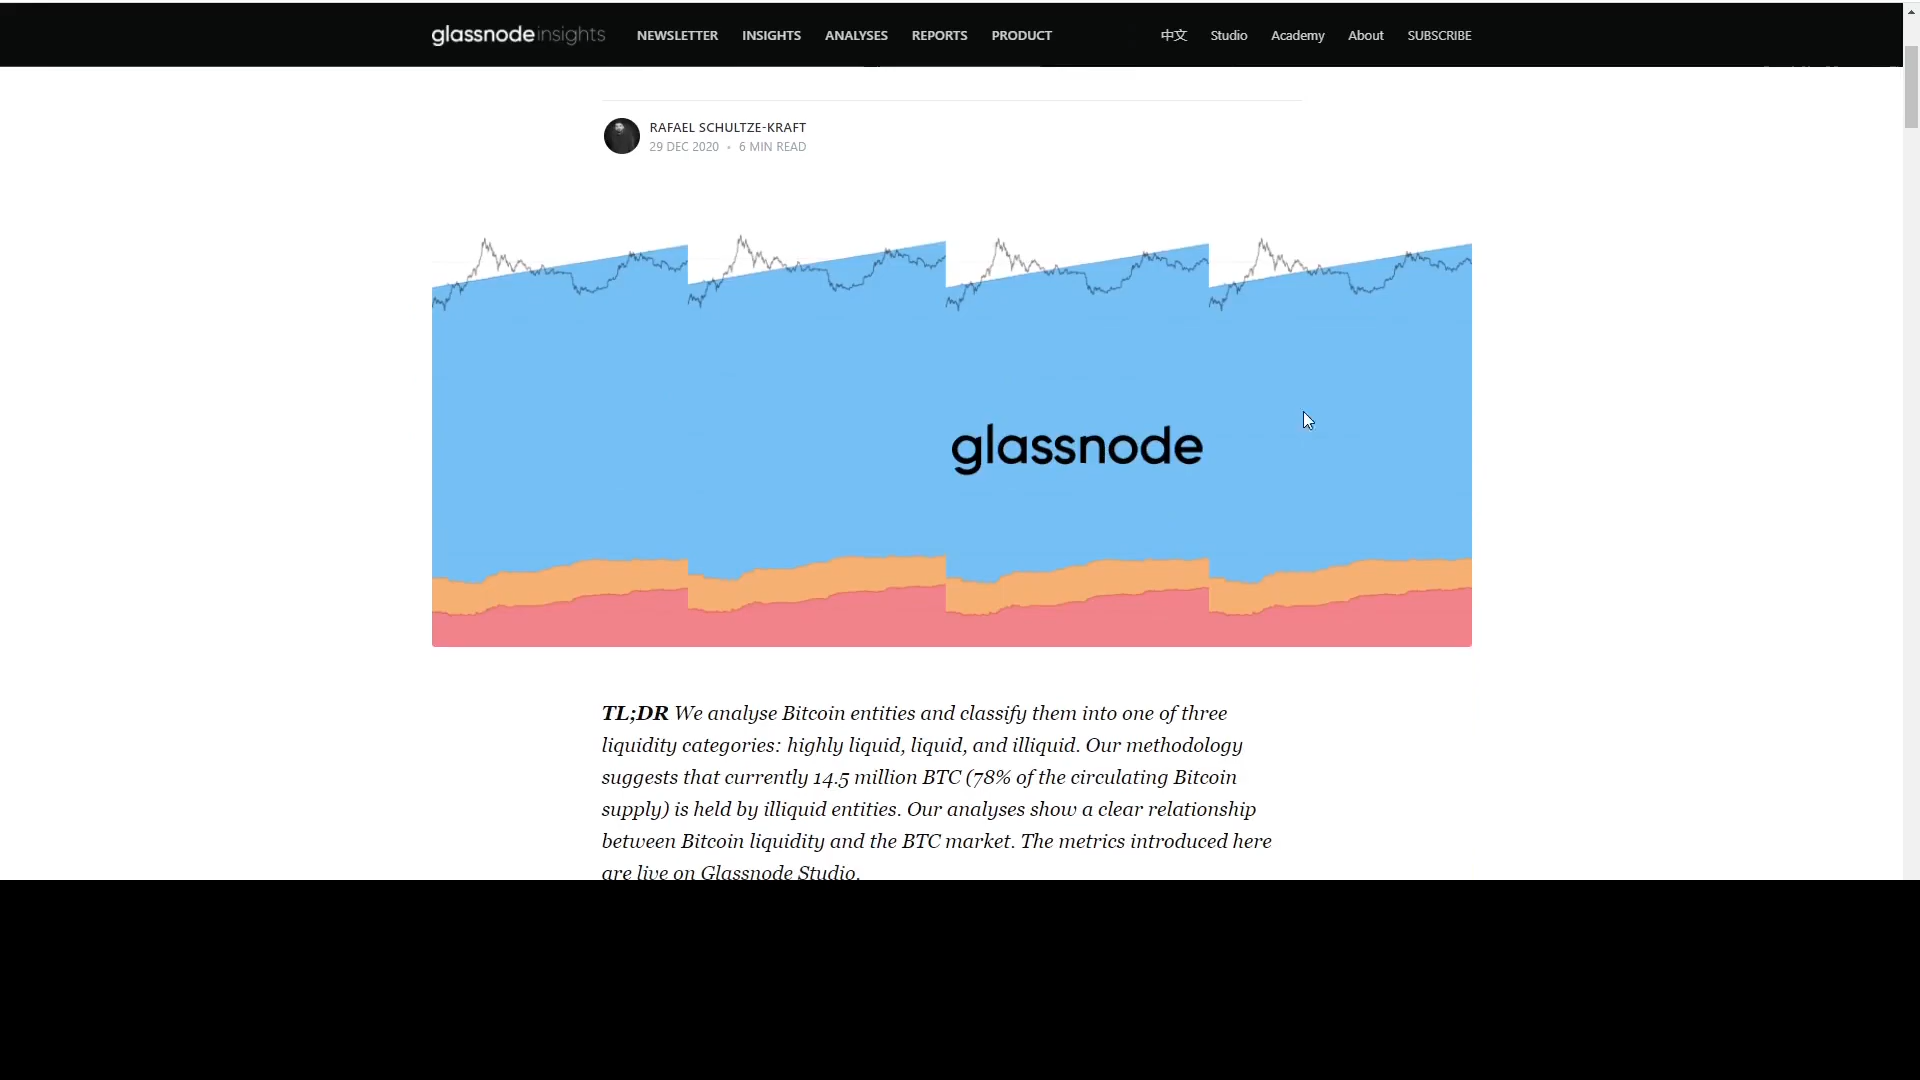 glassnodeinsights NEWSLETTER INSIGHTS ANALYSES REPORTS PRODUCT 中文 Studio Academy About SUBSCRIBE
RAFAEL SCHULTZE-KRAFT
29 DEC 2020 • 6 MIN READ
glassnode
TL;DR We analyse Bitcoin entities and classify them into one of three
liquidity categories: highly liquid, liquid, and illiquid. Our methodology
suggests that currently 14.5 million BTC (78% of the circulating Bitcoin
supply) is held by illiquid entities. Our analyses show a clear relationship
between Bitcoin liquidity and the BTC market. The metrics introduced here
are live on Glassnode Studio.